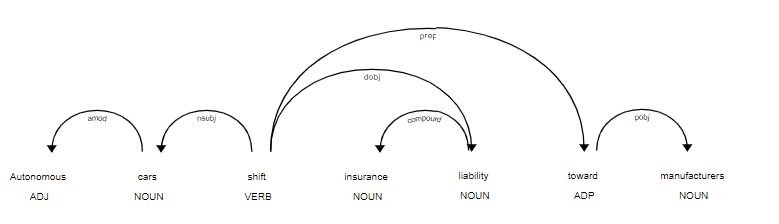 prep
dobj
amod nsubj compound pobj
Autonomous cars shift insurance liability toward manufacturers
ADJ NOUN VERB NOUN NOUN ADP NOUN